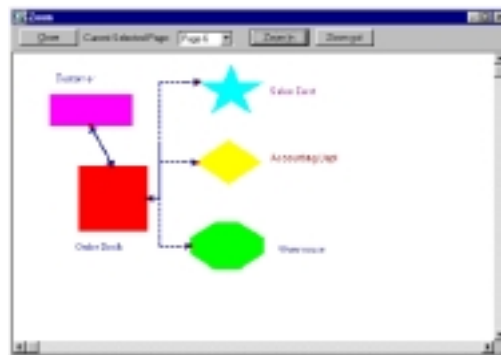 Zoom
Close
Current Selected Page:
Page 6
Zoom In
Zoom out
Customer
Sales Dept
Accounting Dept
Order Desk
Warehouse